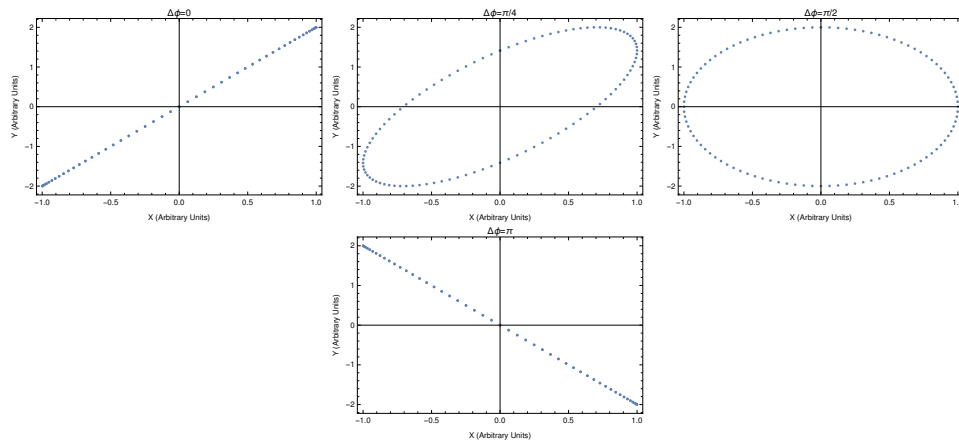 Δϕ=0
Y (Arbitrary Units)
2
1
0
-1
-2
-1.0 -0.5 0.0 0.5 1.0
X (Arbitrary Units)
Δϕ=π/4
Y (Arbitrary Units)
2
1
0
-1
-2
-1.0 -0.5 0.0 0.5 1.0
X (Arbitrary Units)
Δϕ=π/2
Y (Arbitrary Units)
2
1
0
-1
-2
-1.0 -0.5 0.0 0.5 1.0
X (Arbitrary Units)
Δϕ=π
Y (Arbitrary Units)
2
1
0
-1
-2
-1.0 -0.5 0.0 0.5 1.0
X (Arbitrary Units)